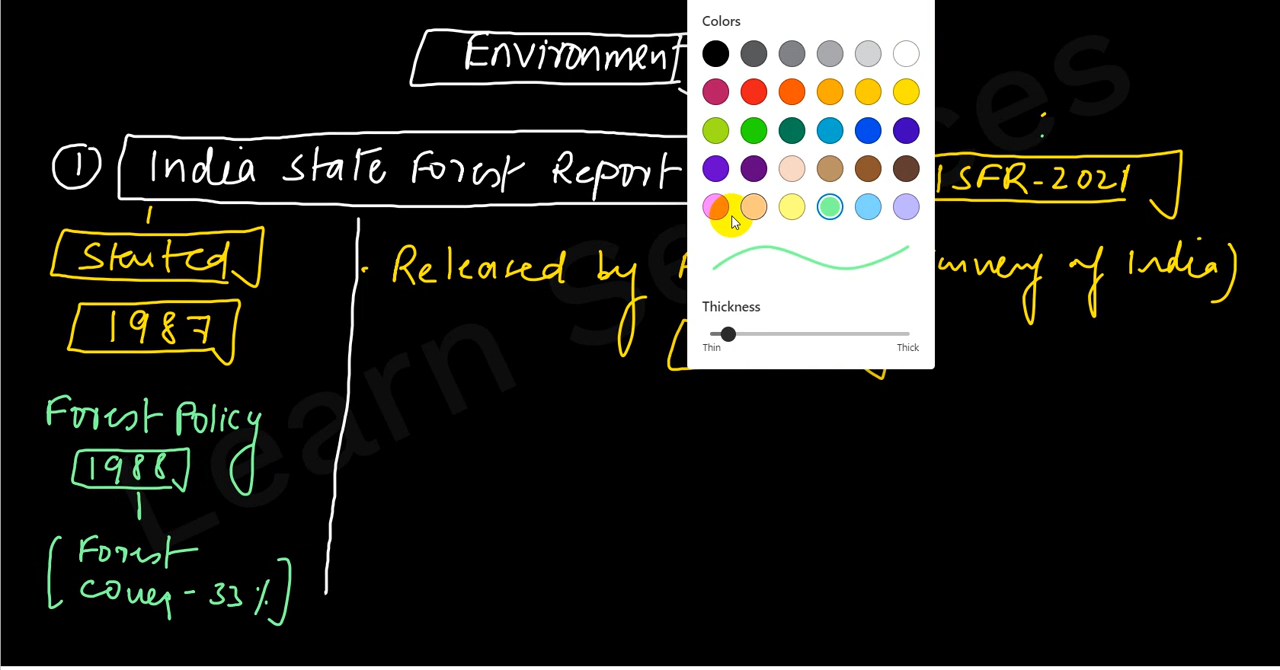 Environment
Colors
① India State Forest Report
ISFR-2021
Started
Released by
Survey of India)
1987
Thickness
Thin
Thick
Forest Policy
1988
[Forest
Cover - 33%]
Learn